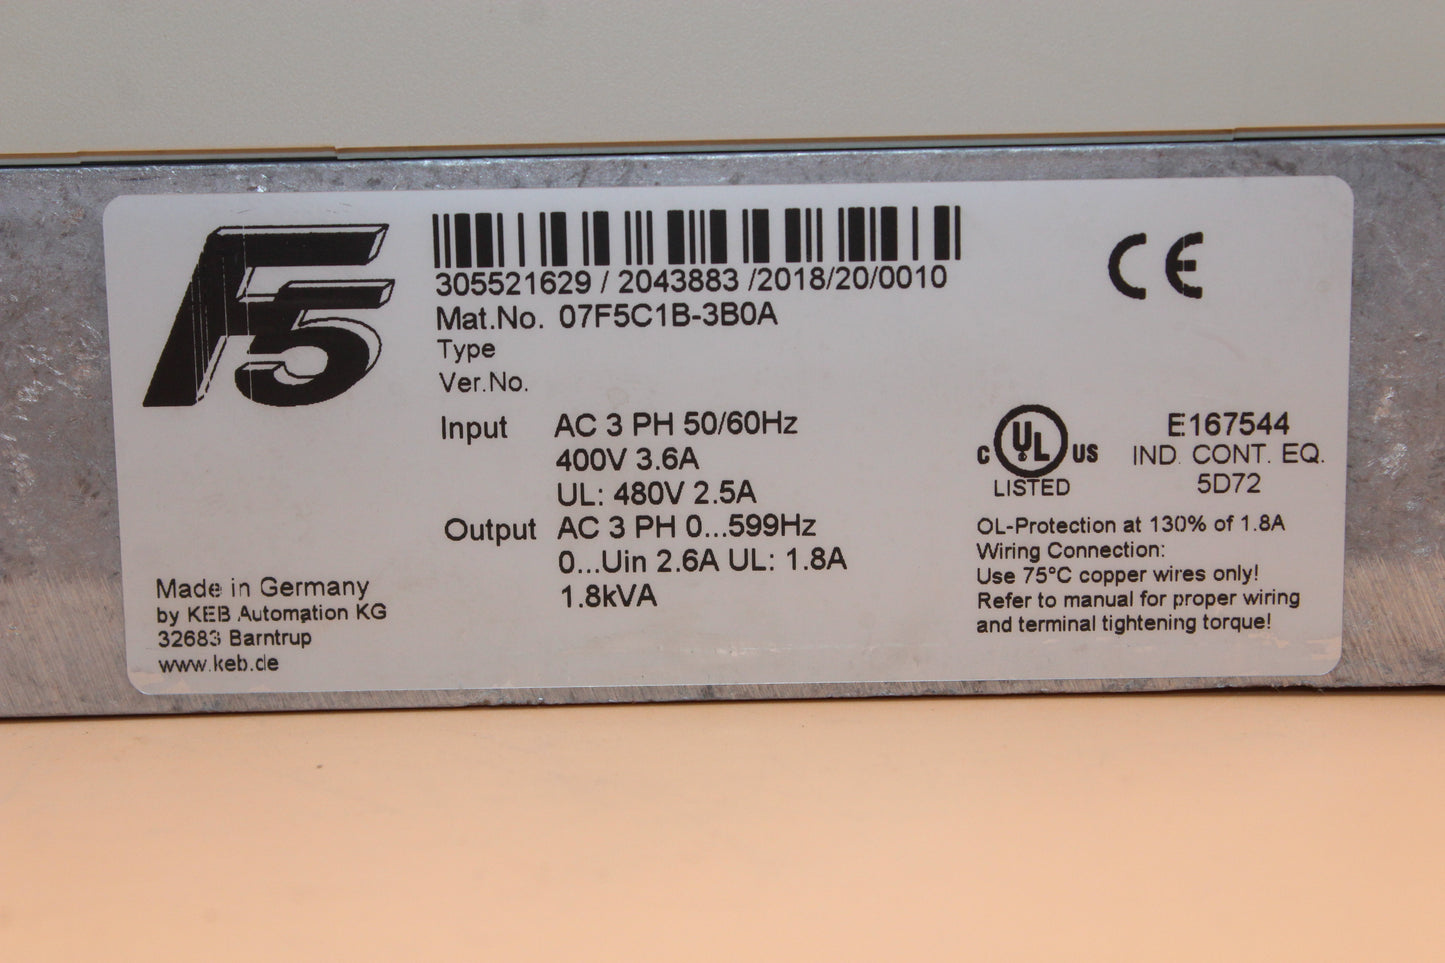 F5
305521629 / 2043883 /2018/20/0010
Mat.No. 07F5C1B-3B0A
Type
Ver.No.
Input AC 3 PH 50/60Hz
400V 3.6A
UL: 480V 2.5A
Output AC 3 PH 0...599Hz
0...Uin 2.6A UL: 1.8A
1.8kVA
Made in Germany
by KEB Automation KG
32683 Barntrup
www.keb.de
CE
C UL US
LISTED
E167544
IND. CONT. EQ.
5D72
OL-Protection at 130% of 1.8A
Wiring Connection:
Use 75°C copper wires only!
Refer to manual for proper wiring
and terminal tightening torque!